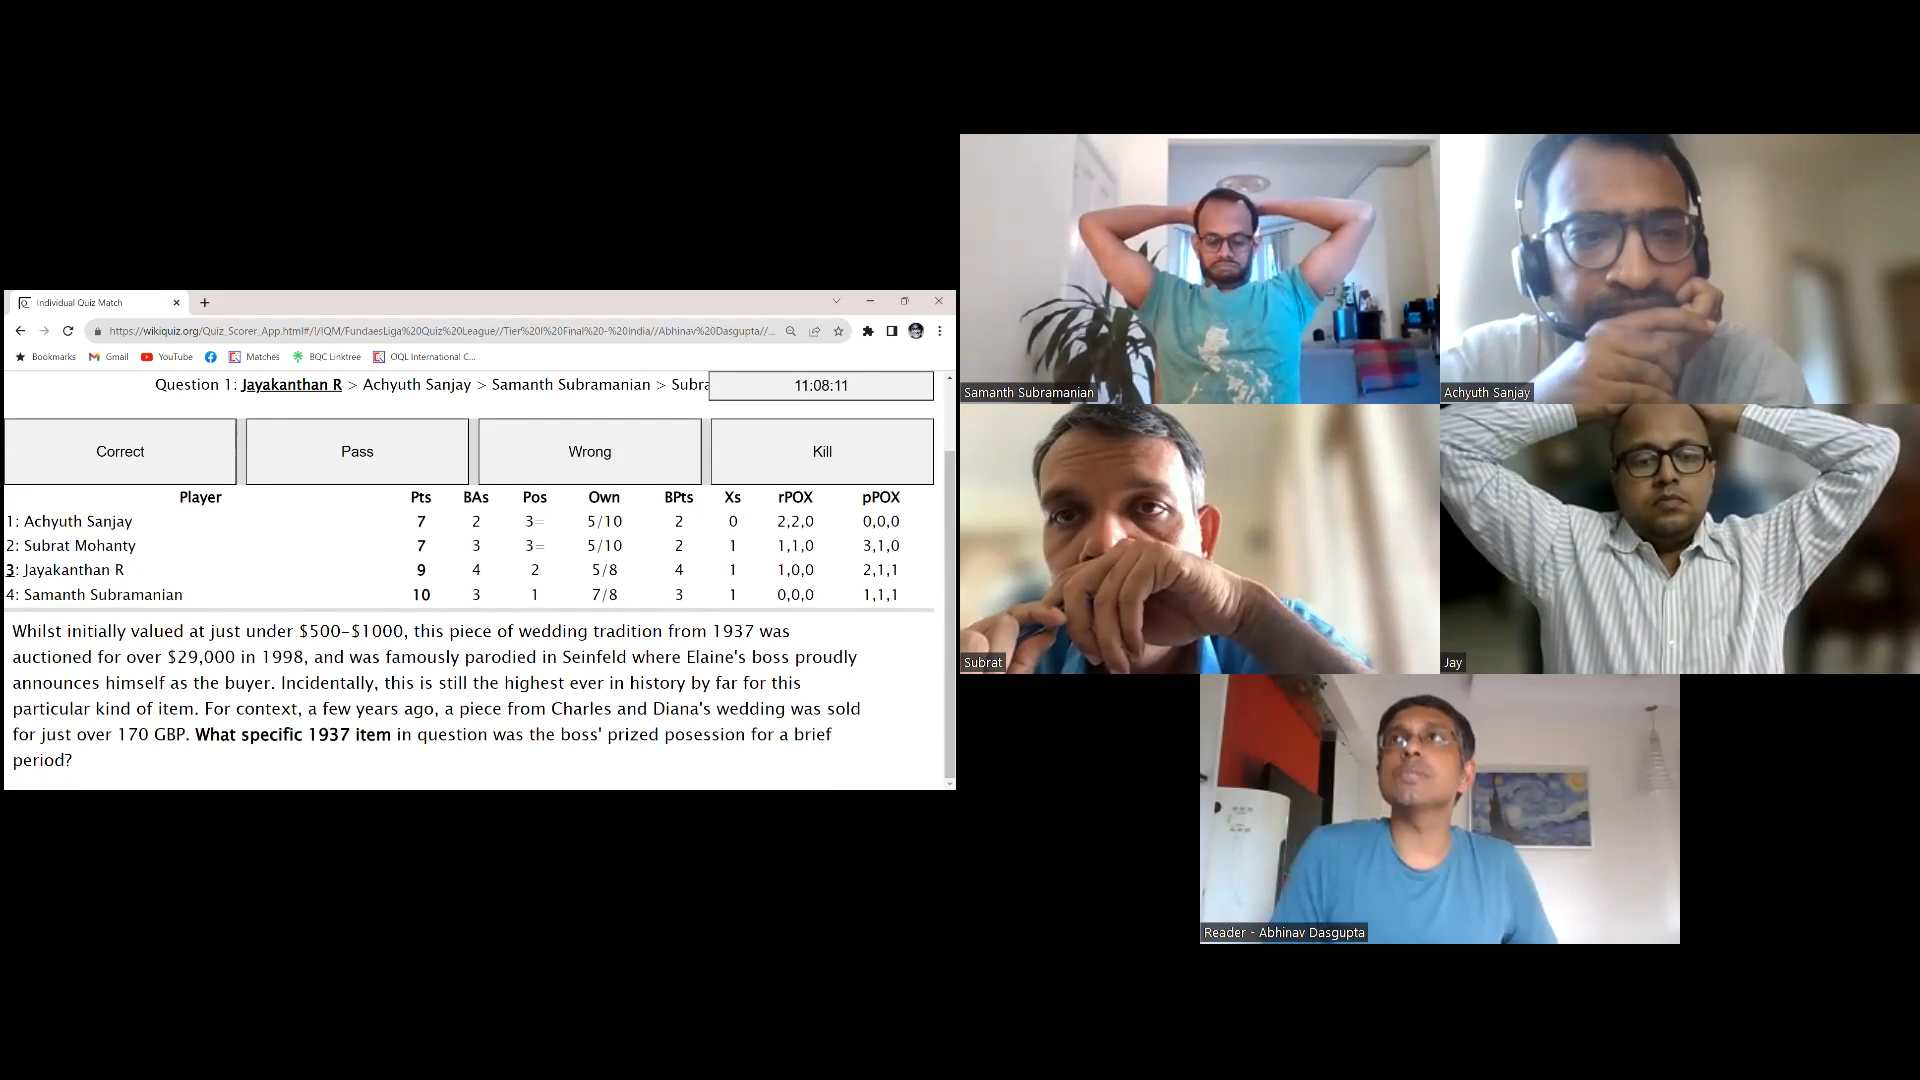 Individual Quiz Match
https://wikiquiz.org/Quiz_Scorer_App.html#/!/IQM/FundaesLiga%20Quiz%20League//Tier%20I%20Final%20-%20India//Abhinav%20Dasgupta//...
Bookmarks Gmail YouTube Matches BQC Linktree OQL International C...
Question 1: Jayakanthan R > Achyuth Sanjay > Samanth Subramanian > Subra 11:08:11
Correct Pass Wrong Kill
Player Pts BAs Pos Own BPts Xs rPOX pPOX
1: Achyuth Sanjay 7 2 3= 5/10 2 0 2,2,0 0,0,0
2: Subrat Mohanty 7 3 3= 5/10 2 1 1,1,0 3,1,0
3: Jayakanthan R 9 4 2 5/8 4 1 1,0,0 2,1,1
4: Samanth Subramanian 10 3 1 7/8 3 1 0,0,0 1,1,1
Whilst initially valued at just under $500-$1000, this piece of wedding tradition from 1937 was
auctioned for over $29,000 in 1998, and was famously parodied in Seinfeld where Elaine's boss proudly
announces himself as the buyer. Incidentally, this is still the highest ever in history by far for this
particular kind of item. For context, a few years ago, a piece from Charles and Diana's wedding was sold
for just over 170 GBP. What specific 1937 item in question was the boss' prized posession for a brief
period?
Samanth Subramanian
Achyuth Sanjay
Subrat
Jay
Reader - Abhinav Dasgupta